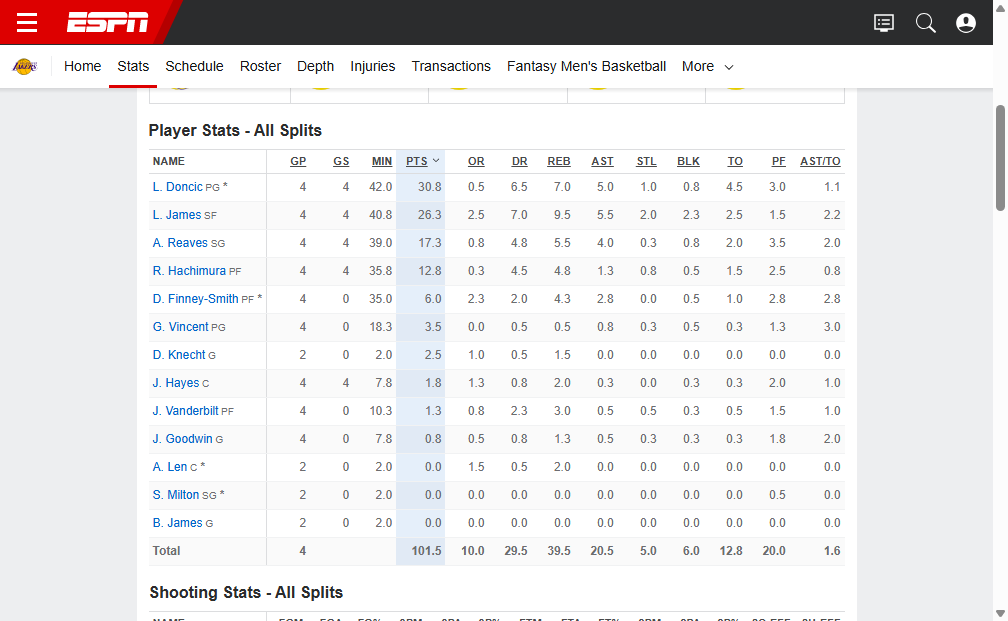 ESPN
LAKERS
Home Stats Schedule Roster Depth Injuries Transactions Fantasy Men's Basketball More
Player Stats - All Splits
NAME GP GS MIN PTS OR DR REB AST STL BLK TO PF AST/TO
L. Doncic PG * 4 4 42.0 30.8 0.5 6.5 7.0 5.0 1.0 0.8 4.5 3.0 1.1
L. James SF 4 4 40.8 26.3 2.5 7.0 9.5 5.5 2.0 2.3 2.5 1.5 2.2
A. Reaves SG 4 4 39.0 17.3 0.8 4.8 5.5 4.0 0.3 0.8 2.0 3.5 2.0
R. Hachimura PF 4 4 35.8 12.8 0.3 4.5 4.8 1.3 0.8 0.5 1.5 2.5 0.8
D. Finney-Smith PF * 4 0 35.0 6.0 2.3 2.0 4.3 2.8 0.0 0.5 1.0 2.8 2.8
G. Vincent PG 4 0 18.3 3.5 0.0 0.5 0.5 0.8 0.3 0.5 0.3 1.3 3.0
D. Knecht G 2 0 2.0 2.5 1.0 0.5 1.5 0.0 0.0 0.0 0.0 0.0 0.0
J. Hayes C 4 4 7.8 1.8 1.3 0.8 2.0 0.3 0.0 0.3 0.3 2.0 1.0
J. Vanderbilt PF 4 0 10.3 1.3 0.8 2.3 3.0 0.5 0.5 0.3 0.5 1.5 1.0
J. Goodwin G 4 0 7.8 0.8 0.5 0.8 1.3 0.5 0.3 0.3 0.3 1.8 2.0
A. Len C * 2 0 2.0 0.0 1.5 0.5 2.0 0.0 0.0 0.0 0.0 0.0 0.0
S. Milton SG * 2 0 2.0 0.0 0.0 0.0 0.0 0.0 0.0 0.0 0.0 0.5 0.0
B. James G 2 0 2.0 0.0 0.0 0.0 0.0 0.0 0.0 0.0 0.0 0.0 0.0
Total 4 101.5 10.0 29.5 39.5 20.5 5.0 6.0 12.8 20.0 1.6
Shooting Stats - All Splits